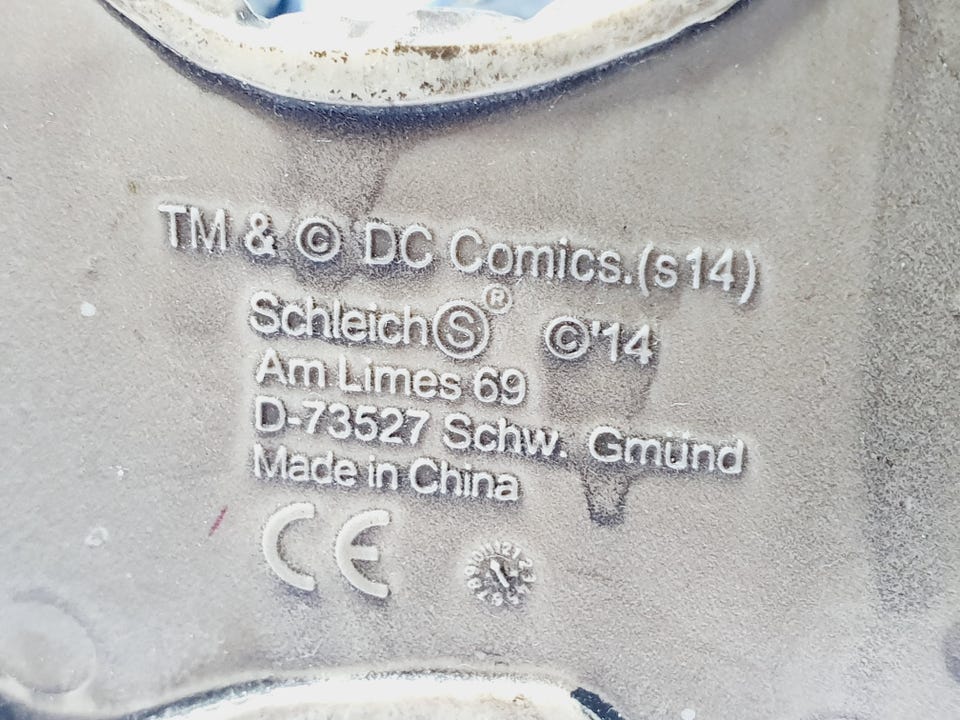 TM & © DC Comics.(s14)
Schleich Ⓢ® ©'14
Am Limes 69
D-73527 Schw. Gmünd
Made in China
CE